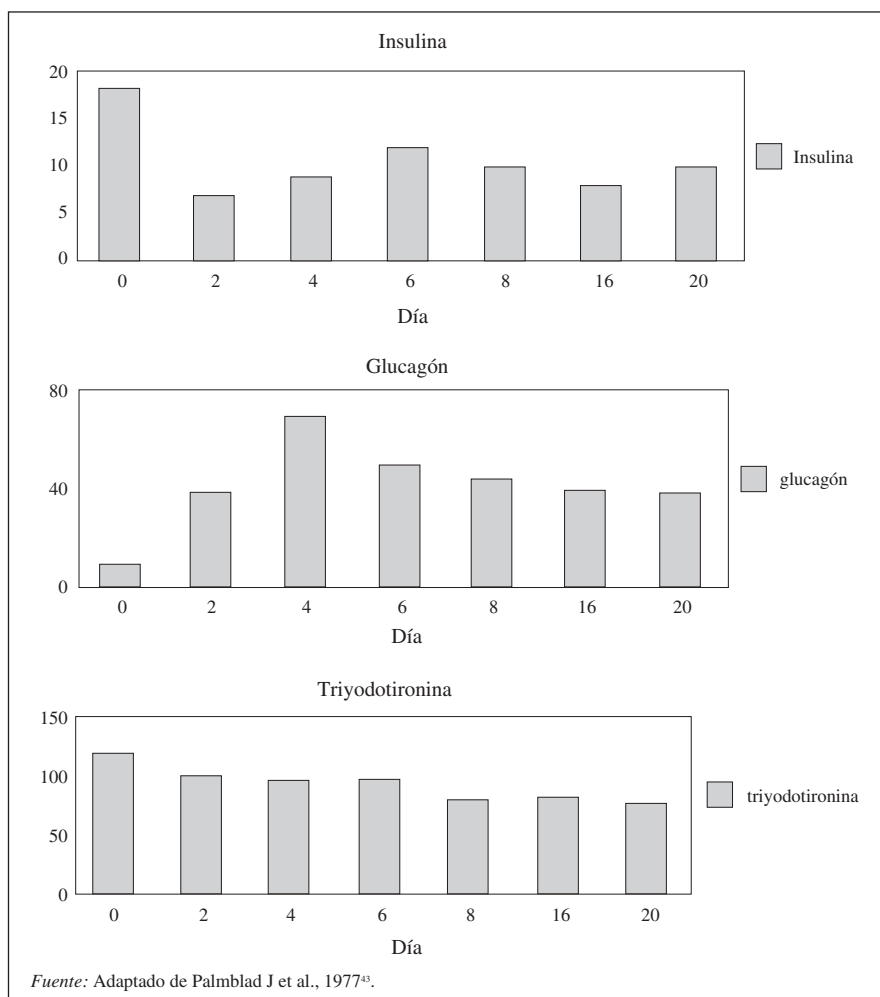 Insulina
20
15
10
5
0
0 2 4 6 8 16 20
Día
Insulina
Glucagón
80
40
0
0 2 4 6 8 16 20
Día
glucagón
Triyodotironina
150
100
50
0
0 2 4 6 8 16 20
Día
triyodotironina
Fuente: Adaptado de Palmblad J et al., 1977⁴³.